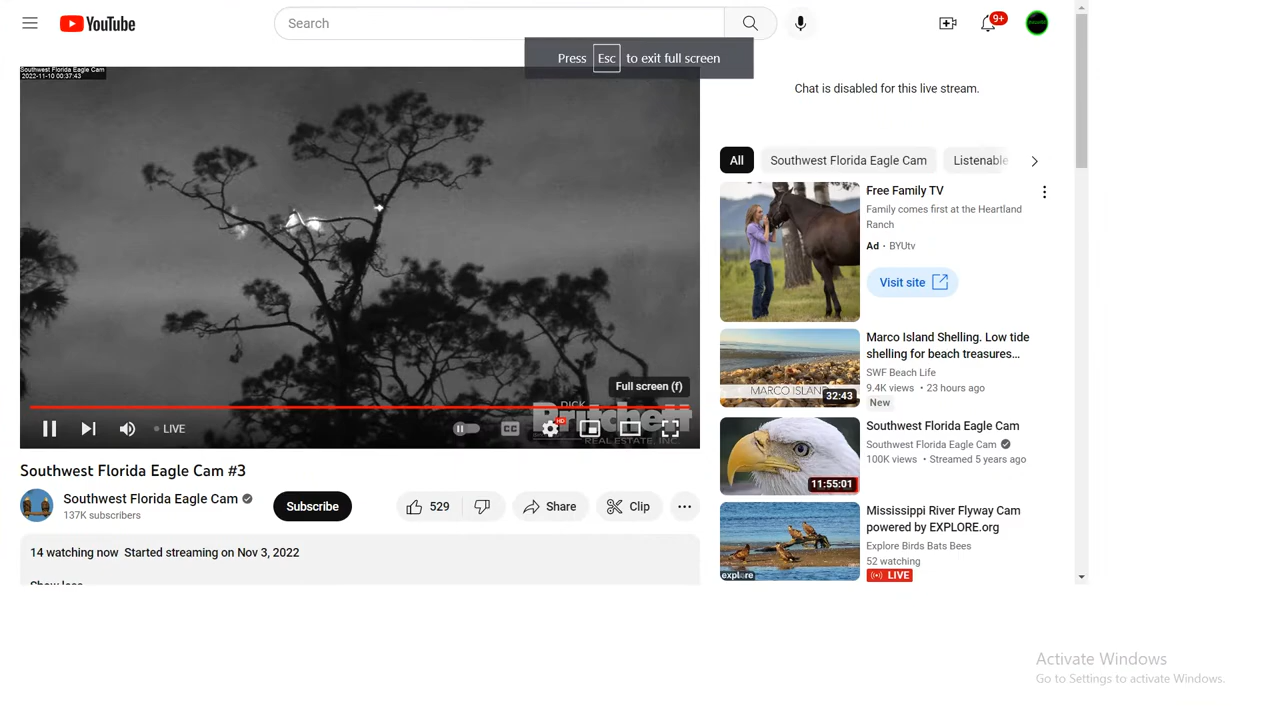 YouTube
Search
9+
Press Esc to exit full screen
Southwest Florida Eagle Cam
2022-11-10 00:37:43
Full screen (f)
DICK
Pritchett
REAL ESTATE, INC.
LIVE
CC
HD
Southwest Florida Eagle Cam #3
Southwest Florida Eagle Cam
137K subscribers
Subscribe
529
Share
Clip
14 watching now Started streaming on Nov 3, 2022
Show less
Chat is disabled for this live stream.
All
Southwest Florida Eagle Cam
Listenable
Free Family TV
Family comes first at the Heartland
Ranch
Ad · BYUtv
Visit site
MARCO ISLAND
32:43
Marco Island Shelling. Low tide
shelling for beach treasures...
SWF Beach Life
9.4K views • 23 hours ago
New
11:55:01
Southwest Florida Eagle Cam
Southwest Florida Eagle Cam
100K views • Streamed 5 years ago
explore
Mississippi River Flyway Cam
powered by EXPLORE.org
Explore Birds Bats Bees
52 watching
LIVE
Activate Windows
Go to Settings to activate Windows.